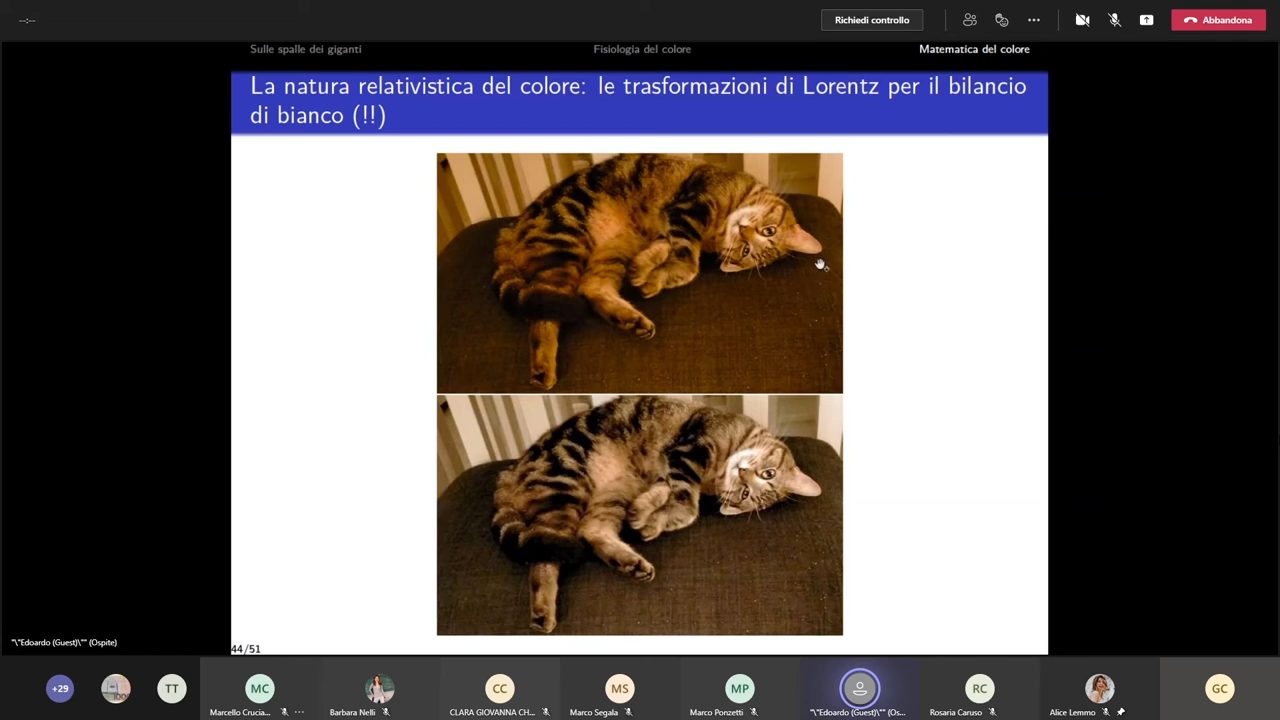 --:--
Richiedi controllo
Abbandona
Sulle spalle dei giganti
Fisiologia del colore
Matematica del colore
La natura relativistica del colore: le trasformazioni di Lorentz per il bilancio
di bianco (!!)
"\"Edoardo (Guest)\"" (Ospite)
44/51
+29
TT
MC
CC
MS
MP
RC
GC
Marcello Crucia...
Barbara Nelli
CLARA GIOVANNA CH...
Marco Segala
Marco Ponzetti
"\"Edoardo (Guest)\"" (Os...
Rosaria Caruso
Alice Lemmo